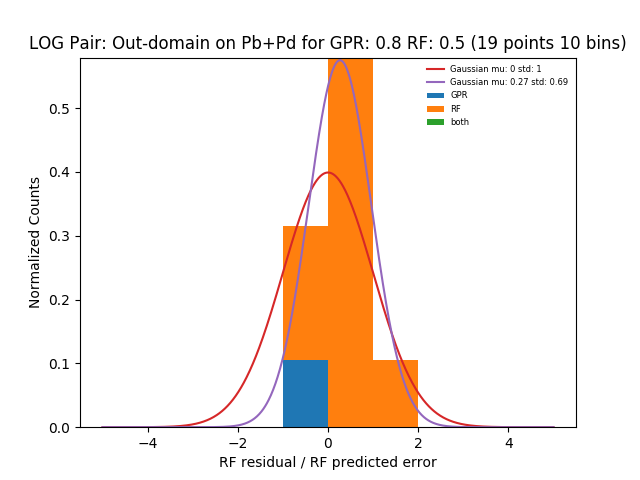 LOG Pair: Out-domain on Pb+Pd for GPR: 0.8 RF: 0.5 (19 points 10 bins)
Gaussian mu: 0 std: 1
Gaussian mu: 0.27 std: 0.69
GPR
RF
both
Normalized Counts
0.5
0.4
0.3
0.2
0.1
0.0
−4
−2
0
2
4
RF residual / RF predicted error